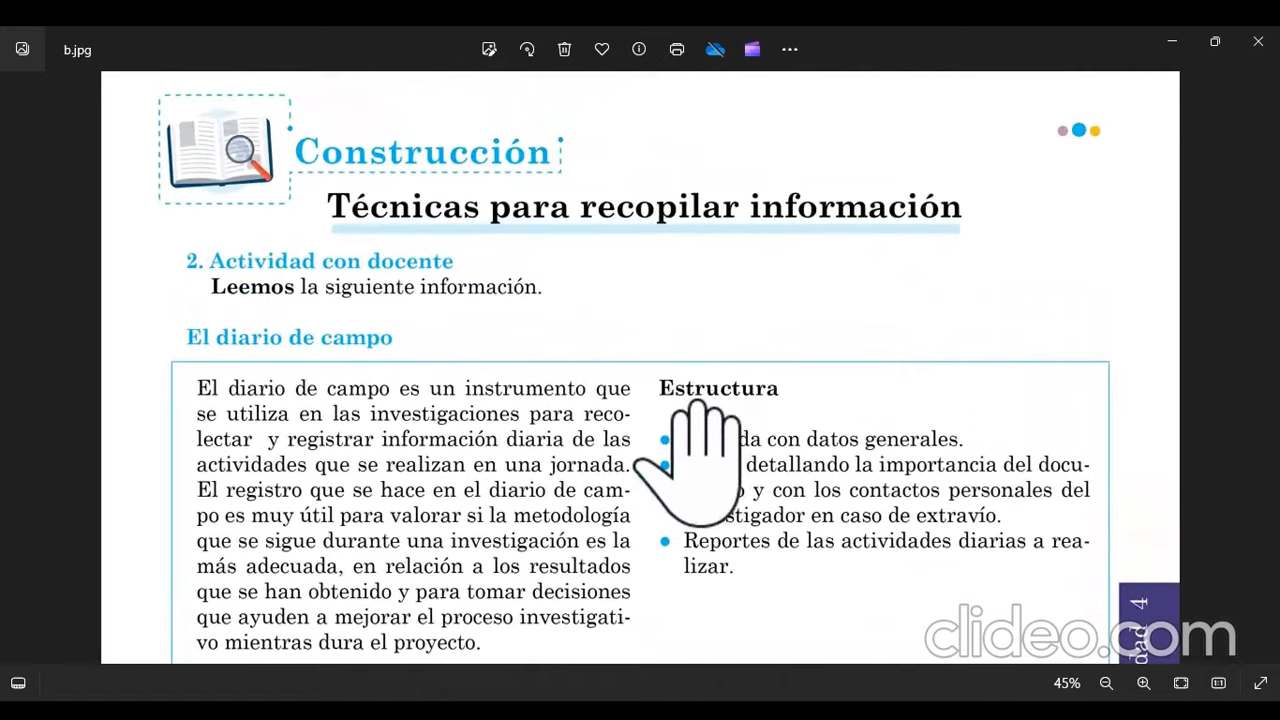 b.jpg
Construcción
Técnicas para recopilar información
2. Actividad con docente
Leemos la siguiente información.
El diario de campo
El diario de campo es un instrumento que
se utiliza en las investigaciones para reco-
lectar y registrar información diaria de las
actividades que se realizan en una jornada.
El registro que se hace en el diario de cam-
po es muy útil para valorar si la metodología
que se sigue durante una investigación es la
más adecuada, en relación a los resultados
que se han obtenido y para tomar decisiones
que ayuden a mejorar el proceso investigati-
vo mientras dura el proyecto.
Estructura
con datos generales.
detallando la importancia del docu-
y con los contactos personales del
en caso de extravío.
Reportes de las actividades diarias a rea-
lizar.
4
clideo.com
45%